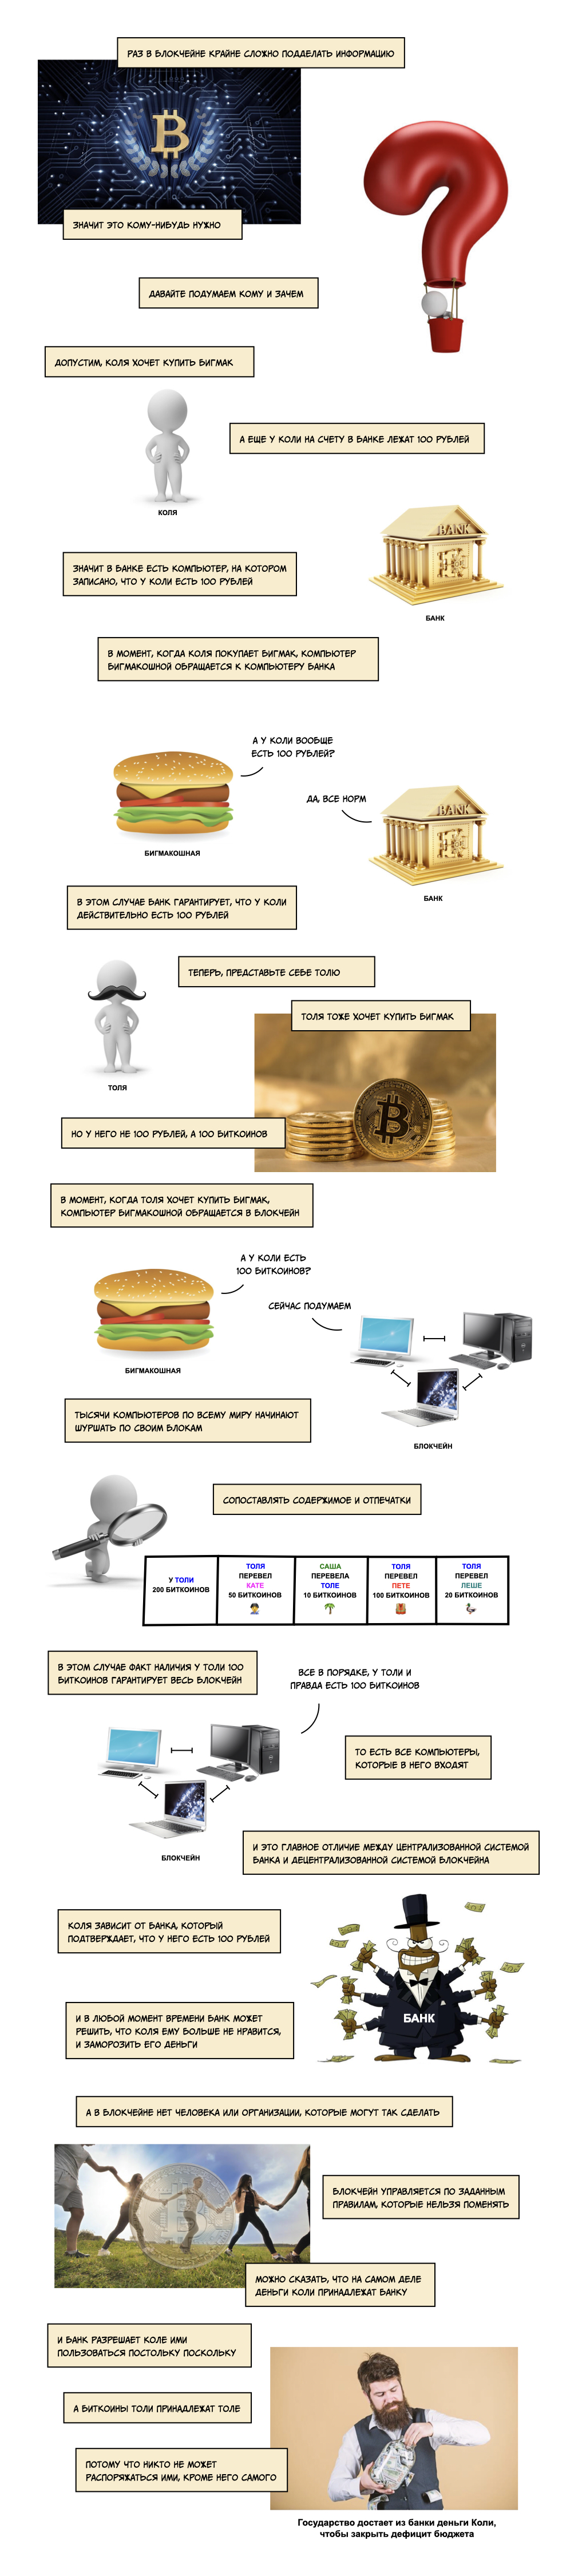 РАЗ В БЛОКЧЕЙНЕ КРАЙНЕ СЛОЖНО ПОДДЕЛАТЬ ИНФОРМАЦИЮ
B
ЗНАЧИТ ЭТО КОМУ-НИБУДЬ НУЖНО
ДАВАЙТЕ ПОДУМАЕМ КОМУ И ЗАЧЕМ
ДОПУСТИМ, КОЛЯ ХОЧЕТ КУПИТЬ БИГМАК
А ЕЩЕ У КОЛИ НА СЧЕТУ В БАНКЕ ЛЕЖАТ 100 РУБЛЕЙ
КОЛЯ
BANK
ЗНАЧИТ В БАНКЕ ЕСТЬ КОМПЬЮТЕР, НА КОТОРОМ
ЗАПИСАНО, ЧТО У КОЛИ ЕСТЬ 100 РУБЛЕЙ
БАНК
В МОМЕНТ, КОГДА КОЛЯ ПОКУПАЕТ БИГМАК, КОМПЬЮТЕР
БИГМАКОШНОЙ ОБРАЩАЕТСЯ К КОМПЬЮТЕРУ БАНКА
А У КОЛИ ВООБЩЕ
ЕСТЬ 100 РУБЛЕЙ?
ДА, ВСЕ НОРМ
BANK
БИГМАКОШНАЯ
БАНК
В ЭТОМ СЛУЧАЕ БАНК ГАРАНТИРУЕТ, ЧТО У КОЛИ
ДЕЙСТВИТЕЛЬНО ЕСТЬ 100 РУБЛЕЙ
ТЕПЕРЬ, ПРЕДСТАВЬТЕ СЕБЕ ТОЛЮ
ТОЛЯ ТОЖЕ ХОЧЕТ КУПИТЬ БИГМАК
ТОЛЯ
B
НО У НЕГО НЕ 100 РУБЛЕЙ, А 100 БИТКОИНОВ
В МОМЕНТ, КОГДА ТОЛЯ ХОЧЕТ КУПИТЬ БИГМАК,
КОМПЬЮТЕР БИГМАКОШНОЙ ОБРАЩАЕТСЯ В БЛОКЧЕЙН
А У КОЛИ ЕСТЬ
100 БИТКОИНОВ?
СЕЙЧАС ПОДУМАЕМ
БИГМАКОШНАЯ
ТЫСЯЧИ КОМПЬЮТЕРОВ ПО ВСЕМУ МИРУ НАЧИНАЮТ
ШУРШАТЬ ПО СВОИМ БЛОКАМ
БЛОКЧЕЙН
СОПОСТАВЛЯТЬ СОДЕРЖИМОЕ И ОТПЕЧАТКИ
У ТОЛИ
200 БИТКОИНОВ
ТОЛЯ
ПЕРЕВЕЛ
КАТЕ
50 БИТКОИНОВ
САША
ПЕРЕВЕЛА
ТОЛЕ
10 БИТКОИНОВ
ТОЛЯ
ПЕРЕВЕЛ
ПЕТЕ
100 БИТКОИНОВ
ТОЛЯ
ПЕРЕВЕЛ
ЛЕШЕ
20 БИТКОИНОВ
В ЭТОМ СЛУЧАЕ ФАКТ НАЛИЧИЯ У ТОЛИ 100
БИТКОИНОВ ГАРАНТИРУЕТ ВЕСЬ БЛОКЧЕЙН
ВСЕ В ПОРЯДКЕ, У ТОЛИ И
ПРАВДА ЕСТЬ 100 БИТКОИНОВ
ТО ЕСТЬ ВСЕ КОМПЬЮТЕРЫ,
КОТОРЫЕ В НЕГО ВХОДЯТ
БЛОКЧЕЙН
И ЭТО ГЛАВНОЕ ОТЛИЧИЕ МЕЖДУ ЦЕНТРАЛИЗОВАННОЙ СИСТЕМОЙ
БАНКА И ДЕЦЕНТРАЛИЗОВАННОЙ СИСТЕМОЙ БЛОКЧЕЙНА
КОЛЯ ЗАВИСИТ ОТ БАНКА, КОТОРЫЙ
ПОДТВЕРЖДАЕТ, ЧТО У НЕГО ЕСТЬ 100 РУБЛЕЙ
БАНК
И В ЛЮБОЙ МОМЕНТ ВРЕМЕНИ БАНК МОЖЕТ
РЕШИТЬ, ЧТО КОЛЯ ЕМУ БОЛЬШЕ НЕ НРАВИТСЯ,
И ЗАМОРОЗИТЬ ЕГО ДЕНЬГИ
А В БЛОКЧЕЙНЕ НЕТ ЧЕЛОВЕКА ИЛИ ОРГАНИЗАЦИИ, КОТОРЫЕ МОГУТ ТАК СДЕЛАТЬ
БЛОКЧЕЙН УПРАВЛЯЕТСЯ ПО ЗАДАННЫМ
ПРАВИЛАМ, КОТОРЫЕ НЕЛЬЗЯ ПОМЕНЯТЬ
МОЖНО СКАЗАТЬ, ЧТО НА САМОМ ДЕЛЕ
ДЕНЬГИ КОЛИ ПРИНАДЛЕЖАТ БАНКУ
И БАНК РАЗРЕШАЕТ КОЛЕ ИМИ
ПОЛЬЗОВАТЬСЯ ПОСТОЛЬКУ ПОСКОЛЬКУ
А БИТКОИНЫ ТОЛИ ПРИНАДЛЕЖАТ ТОЛЕ
ПОТОМУ ЧТО НИКТО НЕ МОЖЕТ
РАСПОРЯЖАТЬСЯ ИМИ, КРОМЕ НЕГО САМОГО
Государство достает из банки деньги Коли,
чтобы закрыть дефицит бюджета